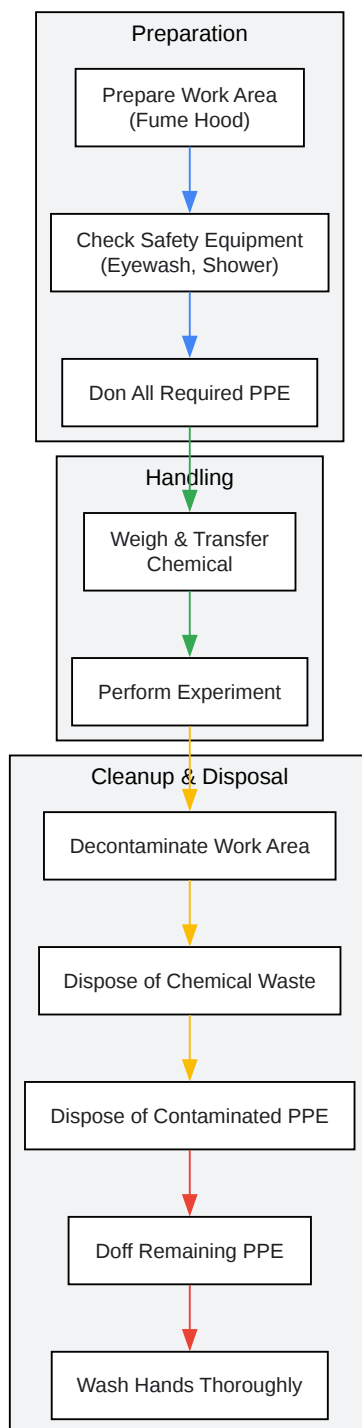 Preparation
Prepare Work Area
(Fume Hood)
Check Safety Equipment
(Eyewash, Shower)
Don All Required PPE
Handling
Weigh & Transfer
Chemical
Perform Experiment
Cleanup & Disposal
Decontaminate Work Area
Dispose of Chemical Waste
Dispose of Contaminated PPE
Doff Remaining PPE
Wash Hands Thoroughly